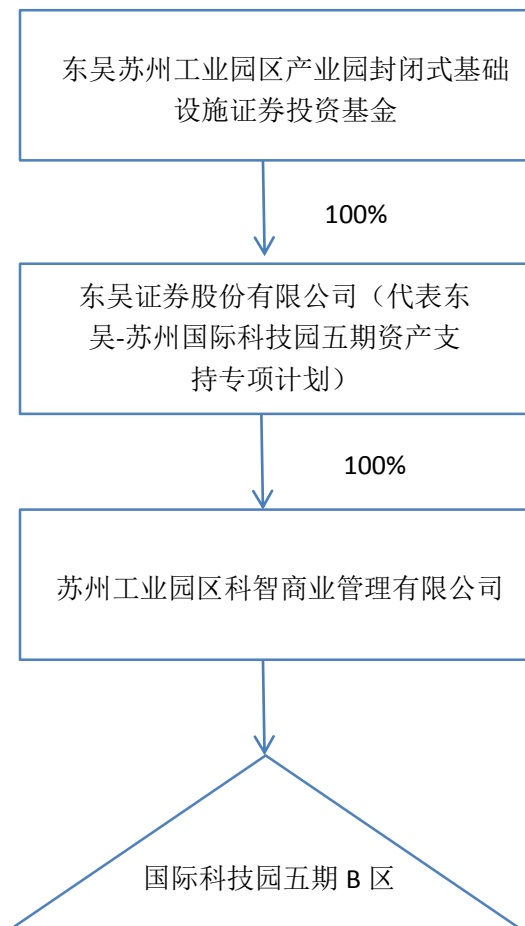 东吴苏州工业园区产业园封闭式基础
设施证券投资基金
100%
东吴证券股份有限公司（代表东
吴-苏州国际科技园五期资产支
持专项计划）
100%
苏州工业园区科智商业管理有限公司
国际科技园五期 B 区